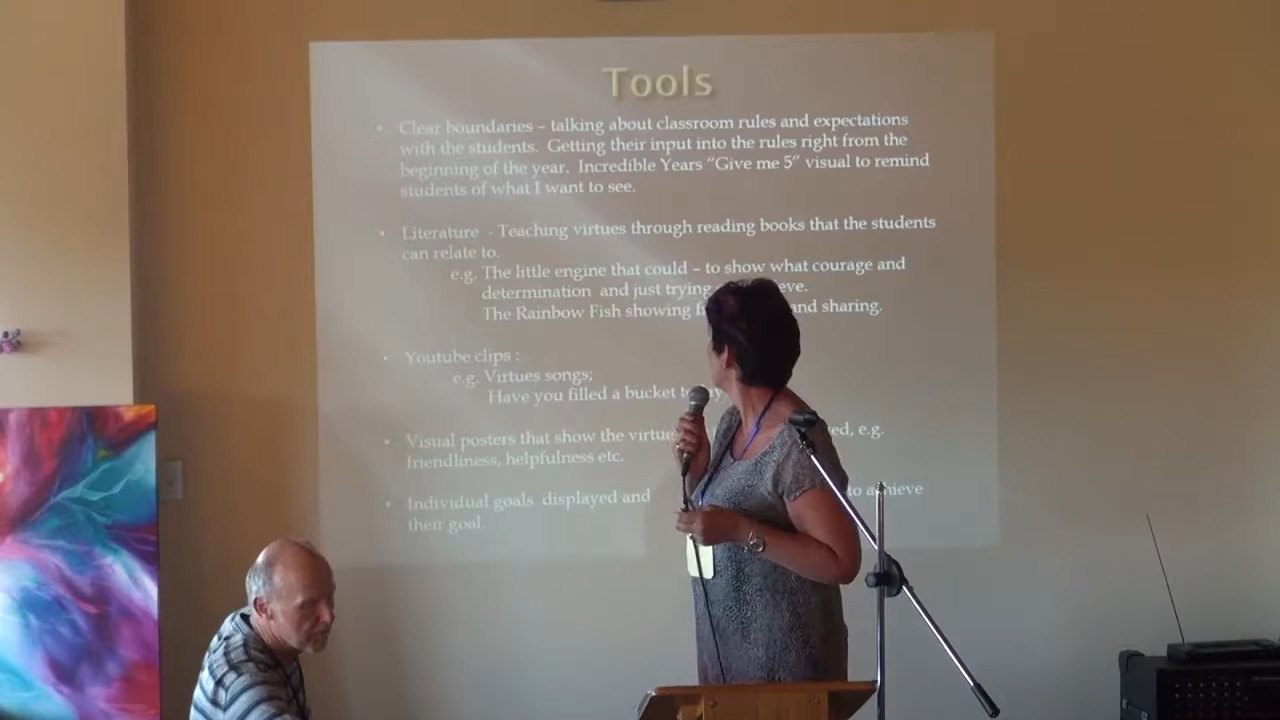 Tools
• Clear boundaries – talking about classroom rules and expectations
with the students. Getting their input into the rules right from the
beginning of the year. Incredible Years "Give me 5" visual to remind
students of what I want to see.
• Literature - Teaching virtues through reading books that the students
can relate to.
e.g. The little engine that could – to show what courage and
determination and just trying
The Rainbow Fish showing and sharing.
• Youtube clips :
e.g. Virtues songs;
Have you filled a bucket
• Visual posters that show the e.g.
friendliness, helpfulness etc.
• Individual goals displayed and to achieve
their goal.